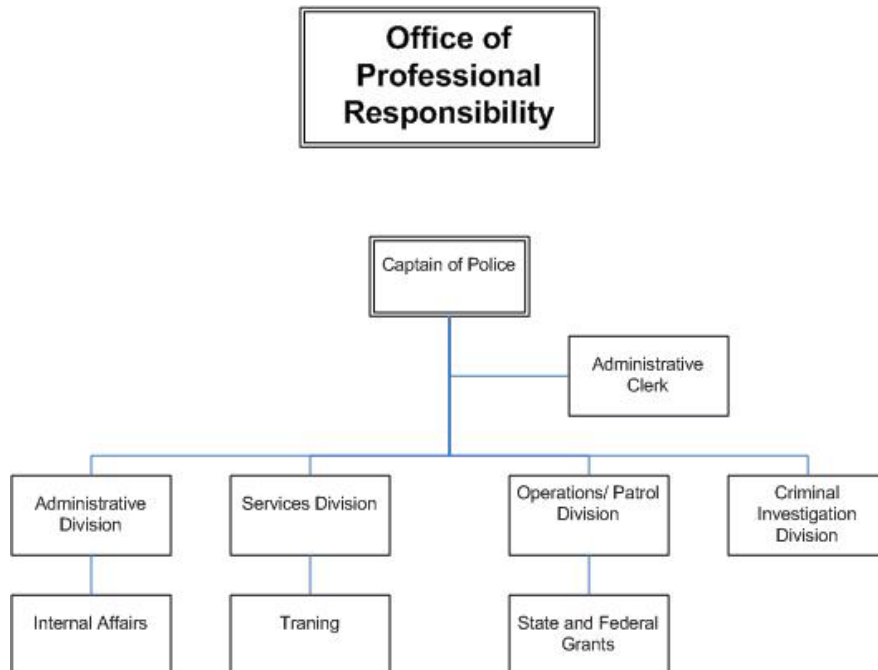 Office of
Professional
Responsibility
Captain of Police
Administrative
Clerk
Administrative
Division
Services Division
Operations/ Patrol
Division
Criminal
Investigation
Division
Internal Affairs
Traning
State and Federal
Grants